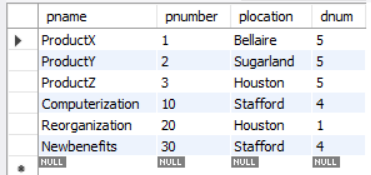 pname pnumber plocation dnum
ProductX 1 Bellaire 5
ProductY 2 Sugarland 5
ProductZ 3 Houston 5
Computerization 10 Stafford 4
Reorganization 20 Houston 1
Newbenefits 30 Stafford 4
NULL NULL NULL NULL